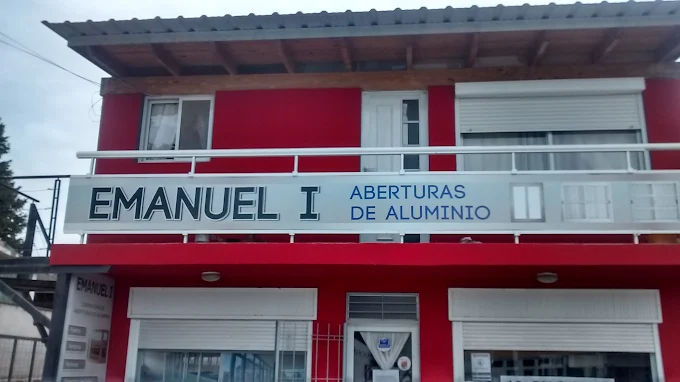 EMANUEL I
ABERTURAS
DE ALUMINIO
EMANUEL I